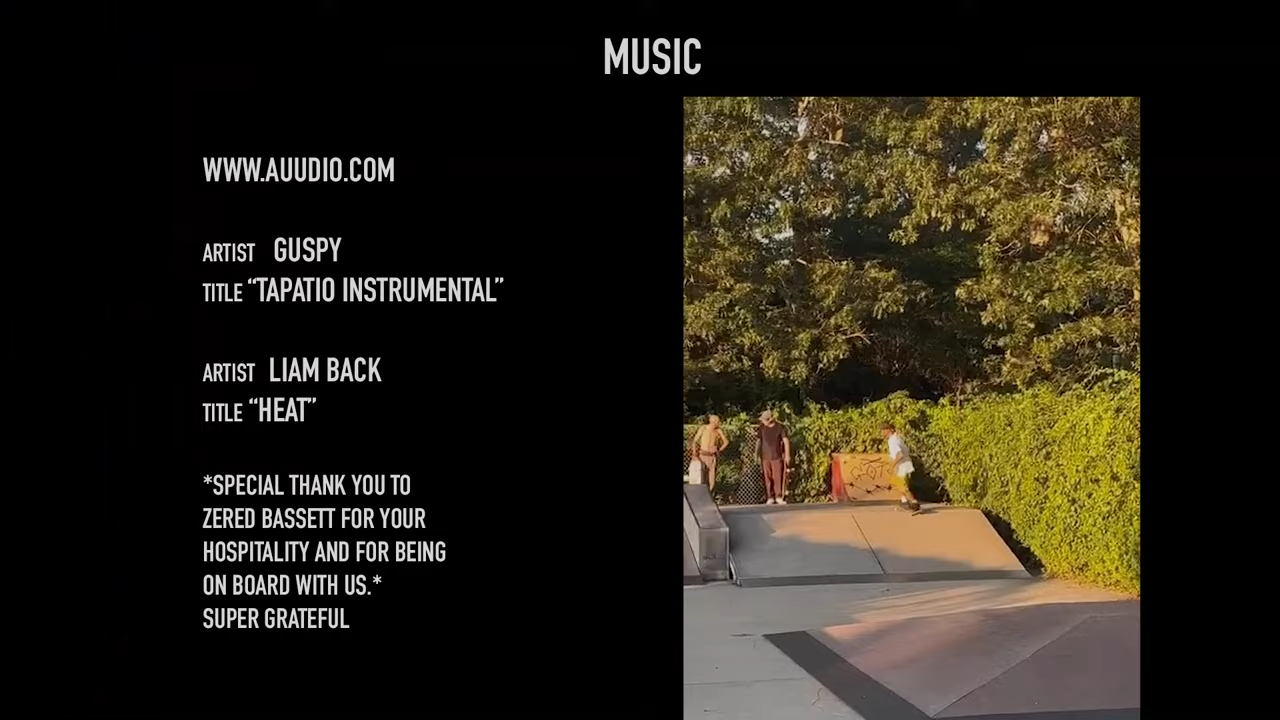 MUSIC
WWW.AUUDIO.COM
ARTIST GUSPY
TITLE “TAPATIO INSTRUMENTAL”
ARTIST LIAM BACK
TITLE “HEAT”
*SPECIAL THANK YOU TO
ZERED BASSETT FOR YOUR
HOSPITALITY AND FOR BEING
ON BOARD WITH US.*
SUPER GRATEFUL